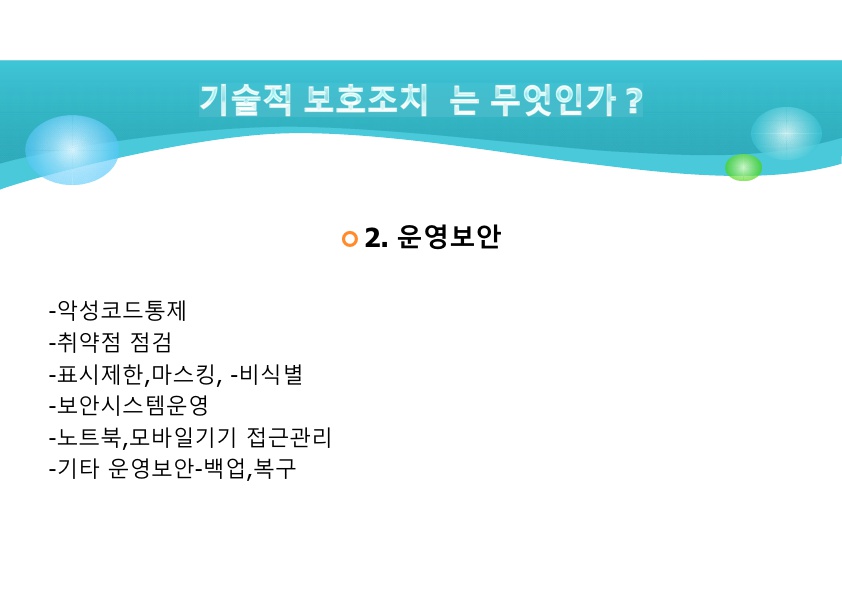 기술적 보호조치 는 무엇인가?
2. 운영보안
-악성코드통제
-취약점 점검
-표시제한,마스킹, -비식별
-보안시스템운영
-노트북,모바일기기 접근관리
-기타 운영보안-백업,복구